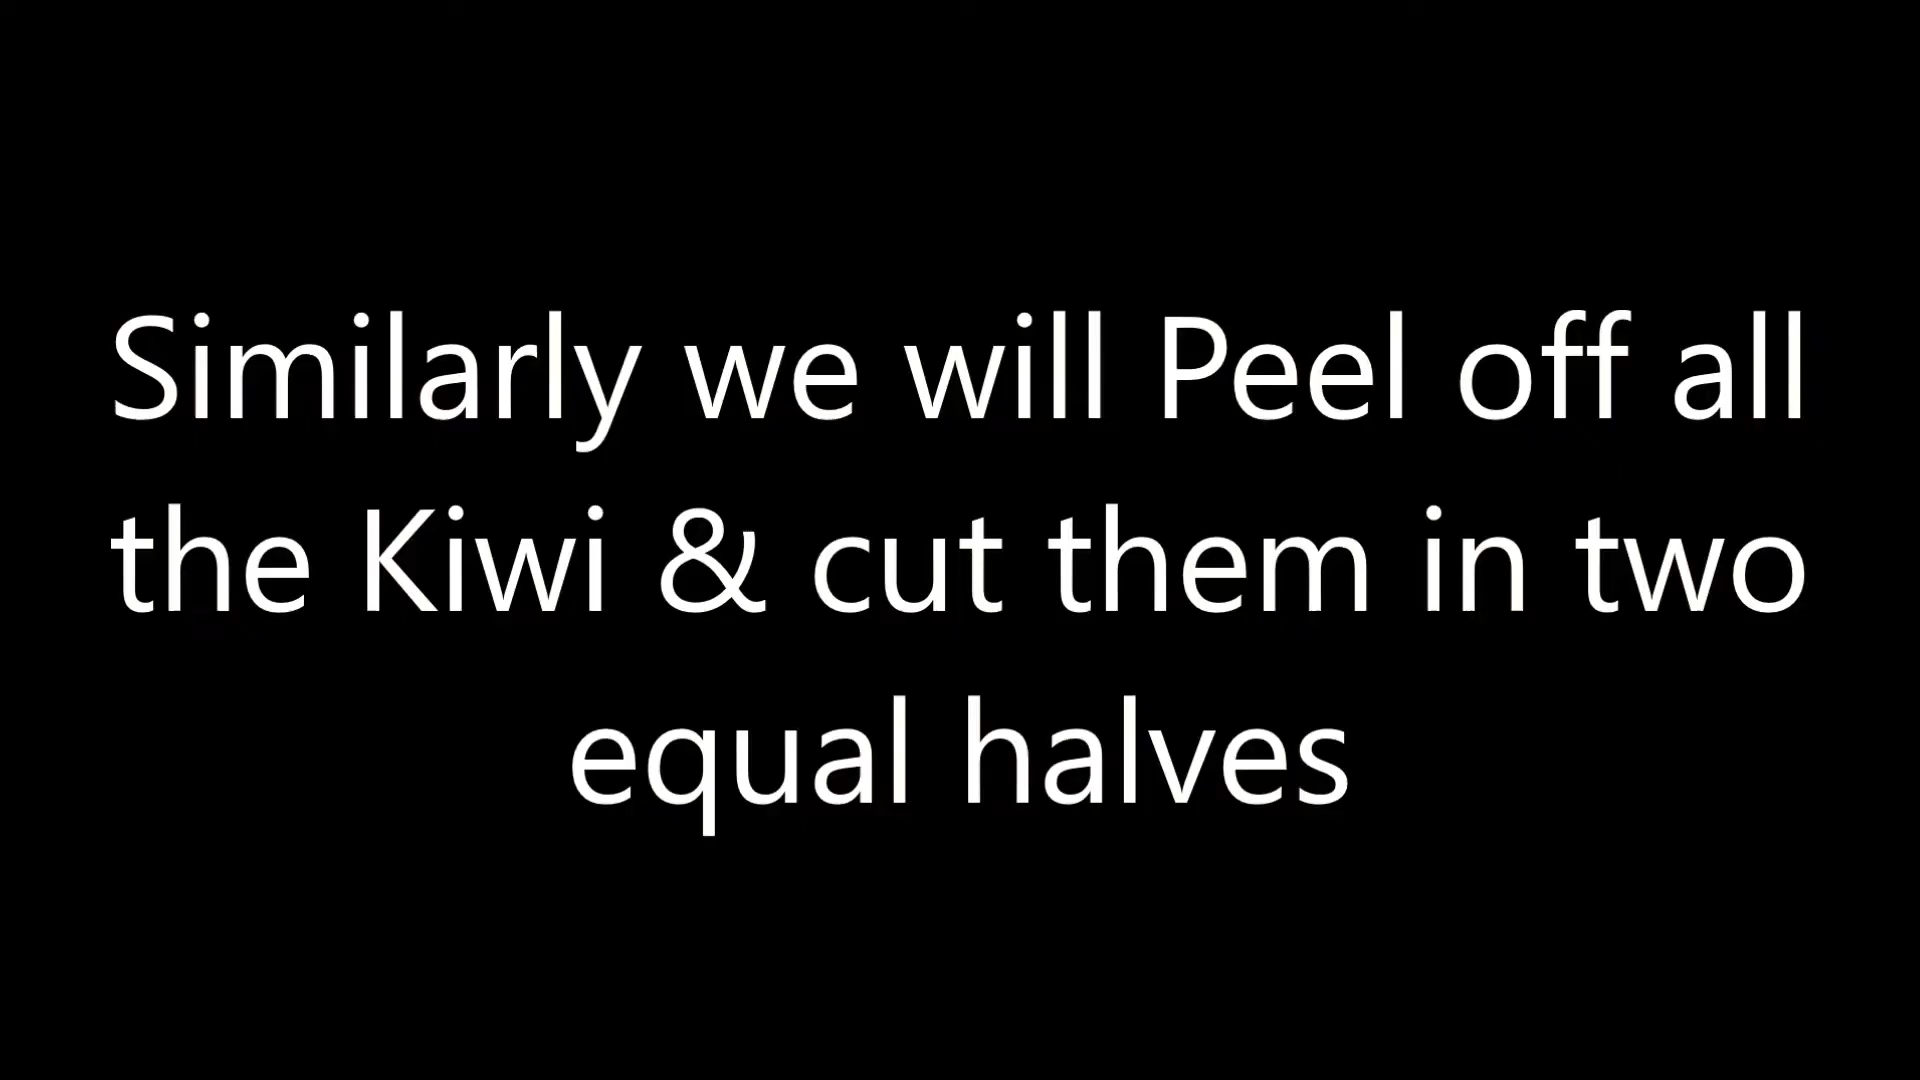 Similarly we will Peel off all
the Kiwi & cut them in two
equal halves